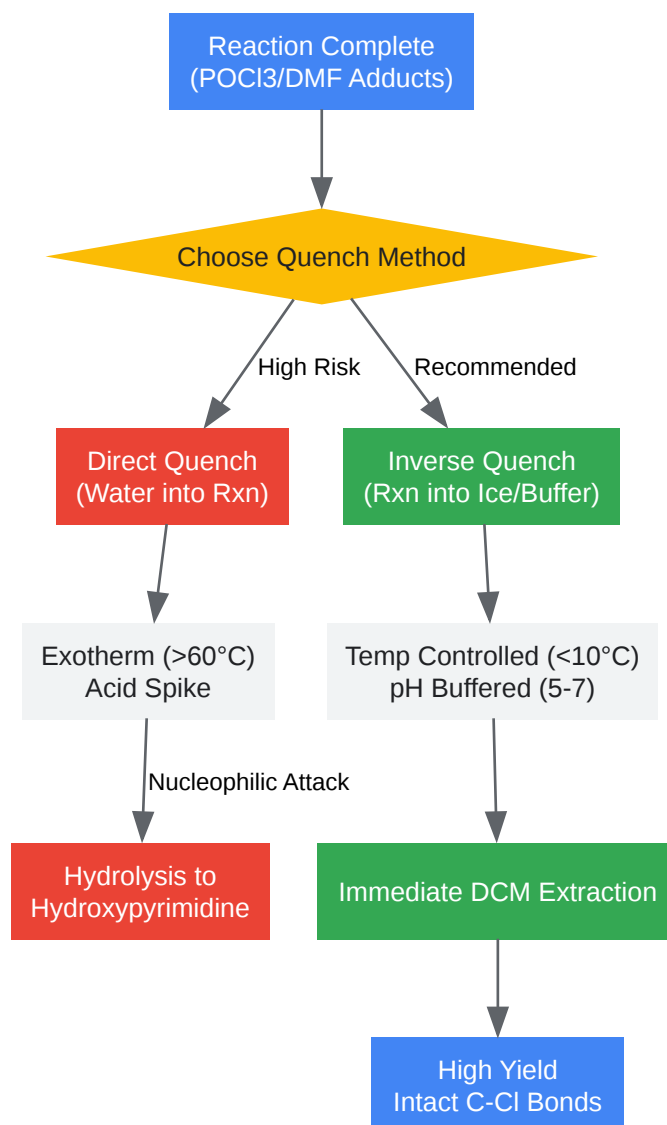 Reaction Complete
(POCl3/DMF Adducts)
Choose Quench Method
High Risk
Recommended
Direct Quench
(Water into Rxn)
Inverse Quench
(Rxn into Ice/Buffer)
Exotherm (>60°C)
Acid Spike
Temp Controlled (<10°C)
pH Buffered (5-7)
Nucleophilic Attack
Hydrolysis to
Hydroxypyrimidine
Immediate DCM Extraction
High Yield
Intact C-Cl Bonds